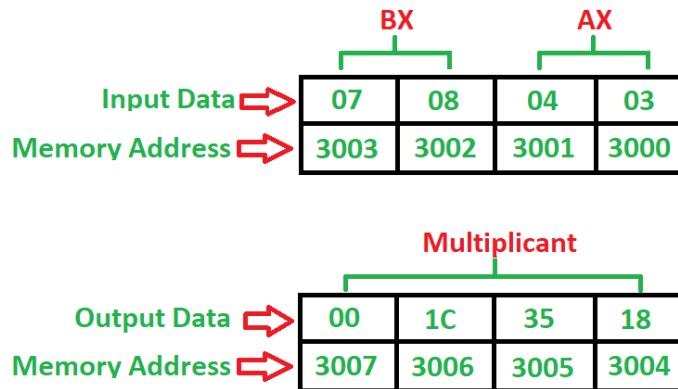 BX AX
Input Data 07 08 04 03
Memory Address 3003 3002 3001 3000
Multiplicant
Output Data 00 1C 35 18
Memory Address 3007 3006 3005 3004